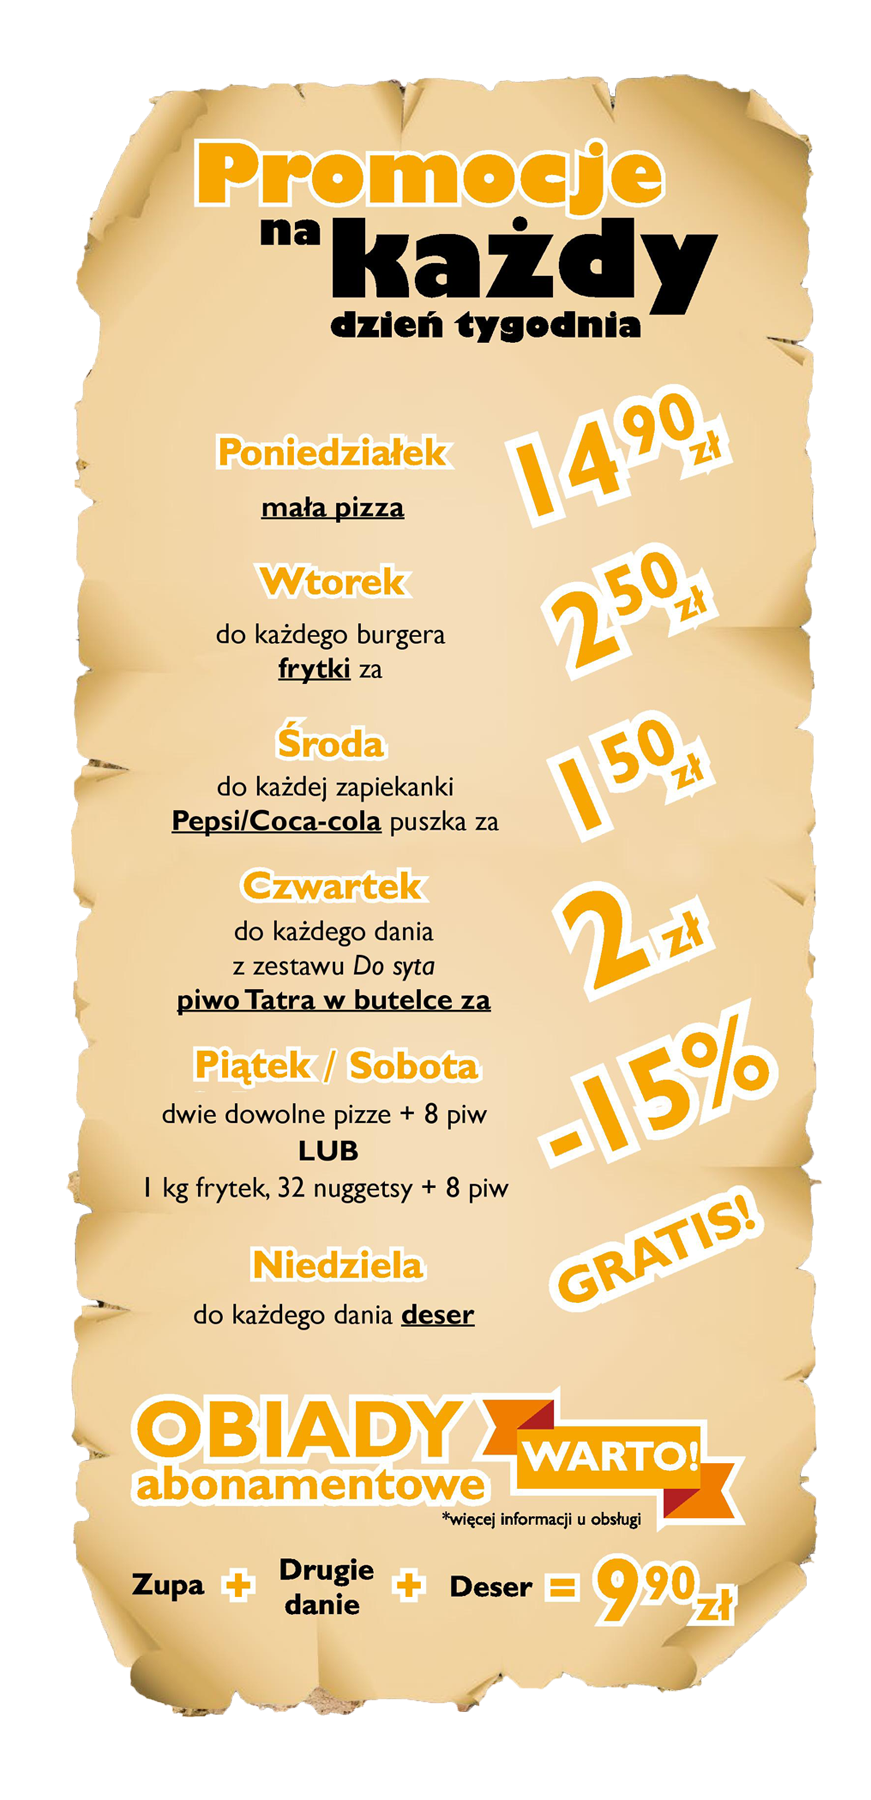 Promocje
na każdy
dzień tygodnia
Poniedziałek
mała pizza
14 90 zł
Wtorek
do każdego burgera
frytki za
2 50 zł
Środa
do każdej zapiekanki
Pepsi/Coca-cola puszka za
1 50 zł
Czwartek
do każdego dania
z zestawu Do syta
piwo Tatra w butelce za
2 zł
Piątek / Sobota
dwie dowolne pizze + 8 piw
LUB
1 kg frytek, 32 nuggetsy + 8 piw
-15%
Niedziela
do każdego dania deser
GRATIS!
OBIADY
abonamentowe
WARTO!
*więcej informacji u obsługi
Zupa + Drugie danie + Deser = 9 90 zł